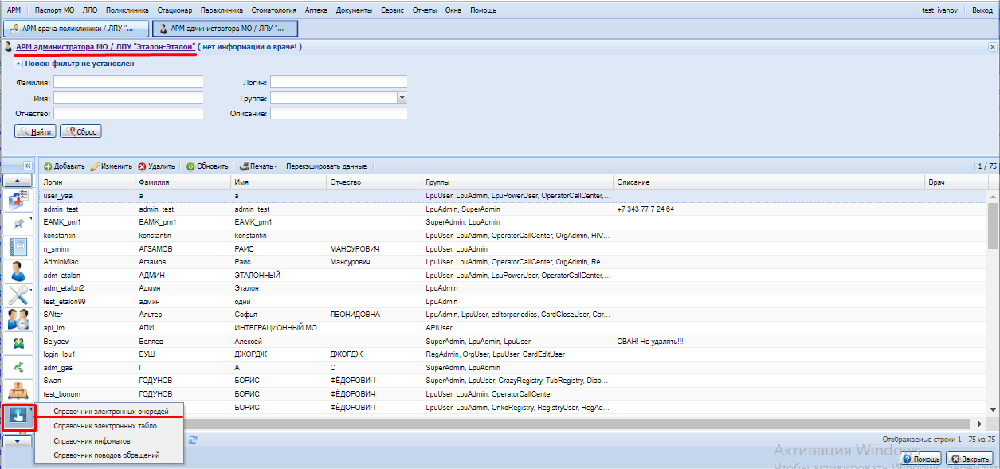 АРМ Паспорт МО ЛЛО Поликлиника Стационар Параклиника Стоматология Аптека Документы Сервис Отчеты Окна Помощь test_ivanov Выход
АРМ врача поликлиники / ЛПУ "... АРМ администратора МО / ЛПУ "...
АРМ администратора МО / ЛПУ "Эталон-Эталон" ( нет информации о враче! )
Поиск: фильтр не установлен
Фамилия: Логин:
Имя: Группа:
Отчество: Описание:
Найти Сброс
Добавить Изменить Удалить Обновить Печать Перекэшировать данные 1 / 75
Логин Фамилия Имя Отчество Группы Описание Врач
user_yaa a a LpuUser, LpuAdmin, LpuPowerUser, OperatorCallCenter,...
admin_test admin_test admin_test LpuAdmin, SuperAdmin +7 343 77 7 24 64
EAMK_pm1 EAMK_pm1 EAMK_pm1 SuperAdmin, LpuAdmin
konstantin konstantin konstantin LpuUser, LpuAdmin, OperatorCallCenter, OrgAdmin, HIV...
n_smirn АГЗАМОВ РАИС МАНСУРОВИЧ LpuUser, LpuAdmin
AdminMiac Агзамов Раис Мансурович LpuUser, LpuAdmin, OperatorCallCenter, OrgAdmin, Re...
adm_etalon АДМИН ЭТАЛОННЫЙ LpuUser, LpuAdmin, LpuPowerUser, OperatorCallCenter,...
adm_etalon2 Админ Эталон LpuAdmin
test_etalon99 админ одни LpuAdmin
SAlter Альтер Софья ЛЕОНИДОВНА LpuAdmin, LpuUser, editorperiodics, CardCloseUser, Car...
api_im АПИ ИНТЕГРАЦИОННЫЙ МО... APIUser
Belyaev Беляев Алексей SuperAdmin, LpuAdmin, LpuUser СВАН! Не удалять!!!
login_lpu1 БУШ ДЖОРДЖ ДЖОРДЖ RegAdmin, OrgUser, LpuUser, CardEditUser
adm_gas Г А С SuperAdmin, LpuAdmin
Swan ГОДУНОВ БОРИС ФЁДОРОВИЧ SuperAdmin, LpuUser, CrazyRegistry, TubRegistry, Diab...
test_bonum ГОДУНОВ БОРИС ФЁДОРОВИЧ LpuUser, LpuAdmin, OperatorCallCenter
БОРИС ФЁДОРОВИЧ LpuUser, LpuAdmin, OnkoRegistry, RegistryUser, RegAd...
Справочник электронных очередей
Справочник электронных табло
Справочник инфоматов
Справочник поводов обращений
Отображаемые строки 1 - 75 из 75
Активация Windows
Помощь Закрыть
Чтобы активировать Windows, перейдите